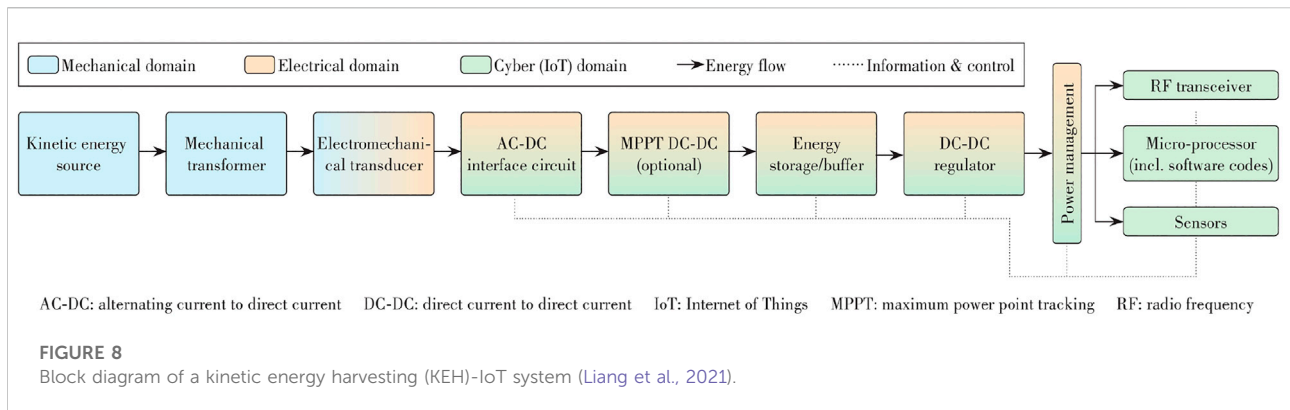 Mechanical domain Electrical domain Cyber (IoT) domain Energy flow Information & control
Kinetic energy
source
Mechanical
transformer
Electromechani-
cal transducer
AC-DC
interface circuit
MPPT DC-DC
(optional)
Energy
storage/buffer
DC-DC
regulator
Power management
RF transceiver
Micro-processor
(incl. software codes)
Sensors
AC-DC: alternating current to direct current DC-DC: direct current to direct current IoT: Internet of Things MPPT: maximum power point tracking RF: radio frequency
FIGURE 8
Block diagram of a kinetic energy harvesting (KEH)-IoT system (Liang et al., 2021).